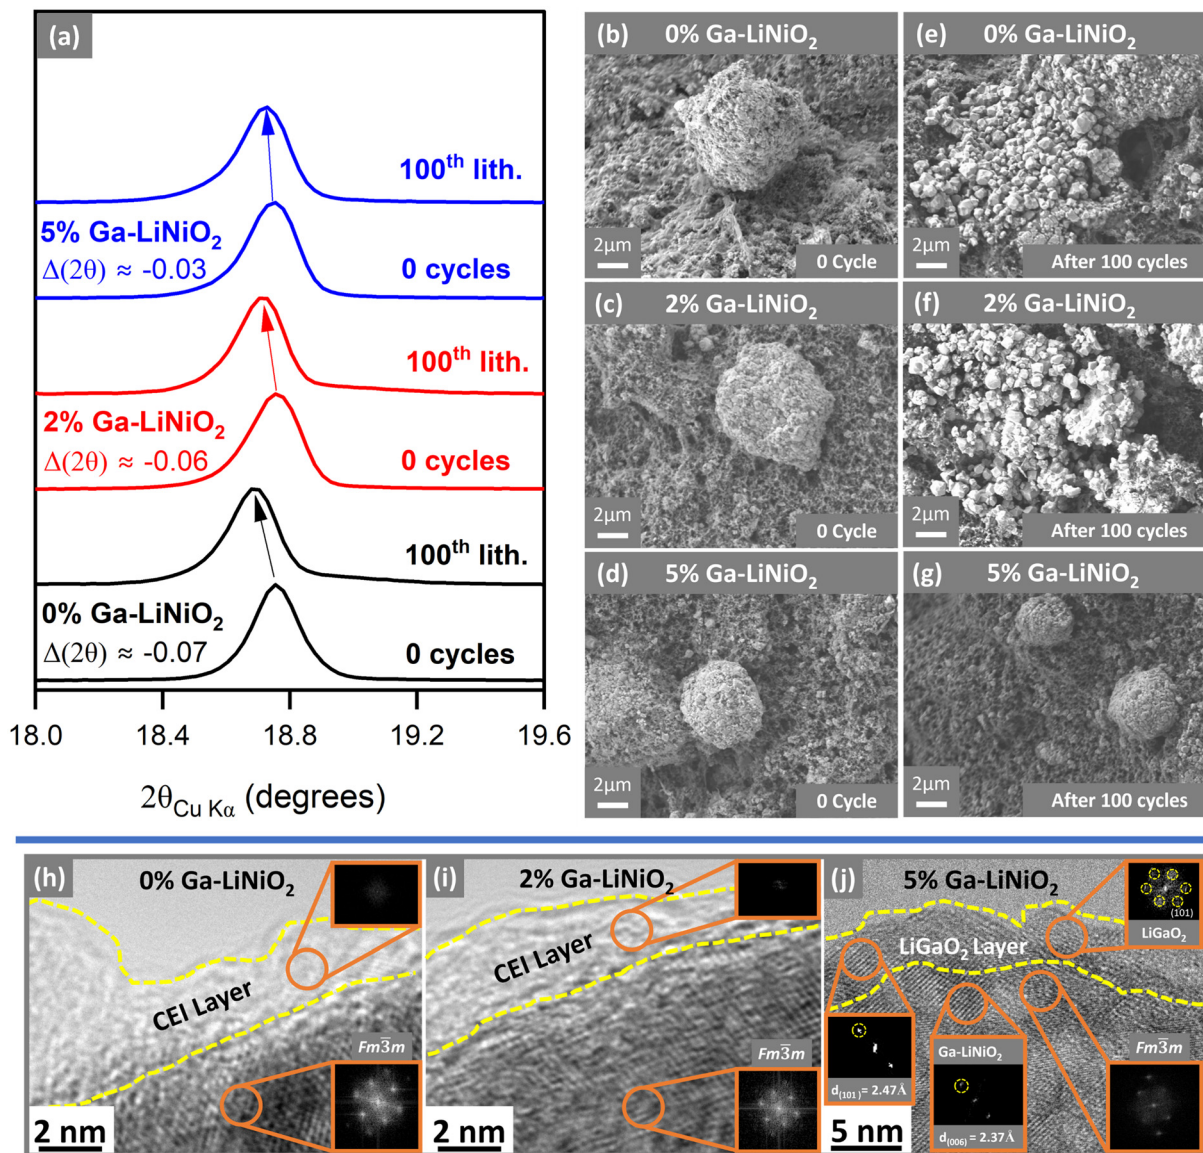 (a)
100th lith.
5% Ga-LiNiO2
Δ(2θ) ≈ -0.03
0 cycles
100th lith.
2% Ga-LiNiO2
Δ(2θ) ≈ -0.06
0 cycles
100th lith.
0% Ga-LiNiO2
Δ(2θ) ≈ -0.07
0 cycles
18.0 18.4 18.8 19.2 19.6
2θCu Kα (degrees)
(b) 0% Ga-LiNiO2
2μm
0 Cycle
(e) 0% Ga-LiNiO2
2μm
After 100 cycles
(c) 2% Ga-LiNiO2
2μm
0 Cycle
(f) 2% Ga-LiNiO2
2μm
After 100 cycles
(d) 5% Ga-LiNiO2
2μm
0 Cycle
(g) 5% Ga-LiNiO2
2μm
After 100 cycles
(h) 0% Ga-LiNiO2
CEI Layer
Fm3̅m
2 nm
(i) 2% Ga-LiNiO2
CEI Layer
Fm3̅m
2 nm
(j) 5% Ga-LiNiO2
(101)
LiGaO2
LiGaO2 Layer
d(101) = 2.47Å
Ga-LiNiO2
d(006) = 2.37Å
Fm3̅m
5 nm